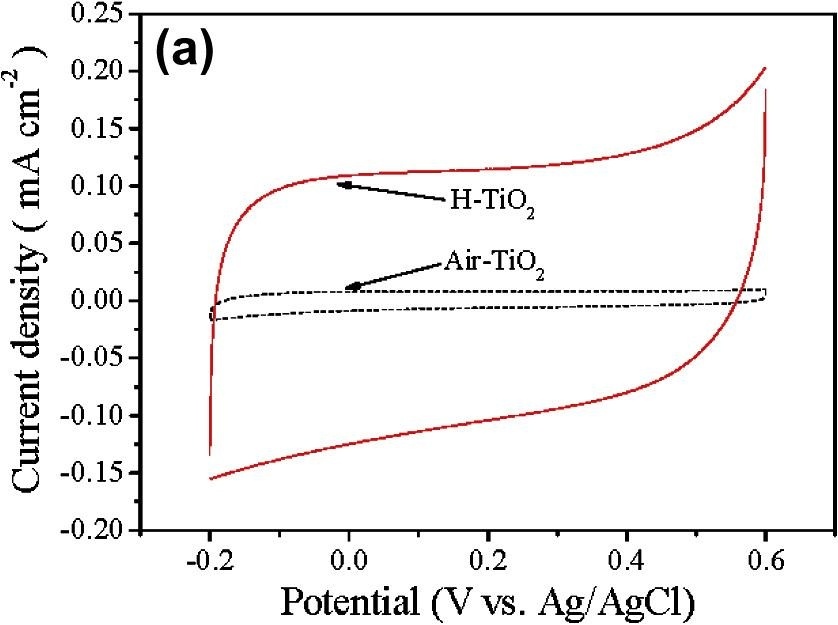 (a)
Current density ( mA cm⁻² )
0.25
0.20
0.15
0.10
0.05
0.00
-0.05
-0.10
-0.15
-0.20
H-TiO₂
Air-TiO₂
-0.2 0.0 0.2 0.4 0.6
Potential (V vs. Ag/AgCl)